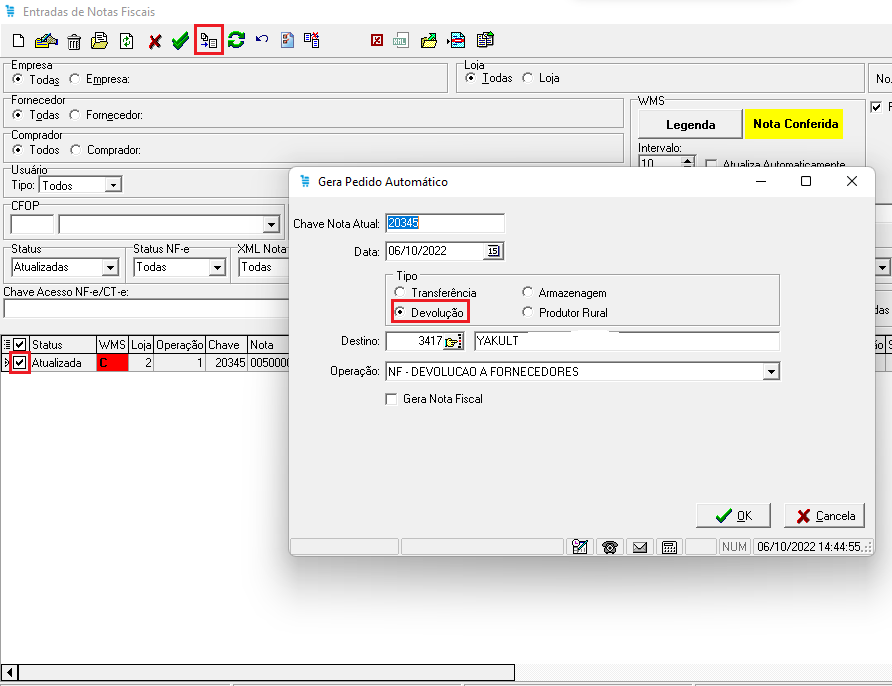 Entradas de Notas Fiscais
Empresa
Todas Empresa:
Loja
Todas Loja
No.
Fornecedor
Todas Fornecedor:
WMS
Legenda Nota Conferida
Comprador
Todos Comprador:
Intervalo:
10 Atualiza Automaticamente
Usuário
Tipo: Todos
CFOP
Status
Atualizadas
Status NF-e
Todas
XML Nota
Todas
Chave Acesso NF-e/CT-e:
das
Status WMS Loja Operação Chave Nota
Atualizada C 2 1 20345 005000
Gera Pedido Automático
Chave Nota Atual: 20345
Data: 06/10/2022 15
Tipo
Transferência Armazenagem
Devolução Produtor Rural
Destino: 3417 YAKULT
Operação: NF - DEVOLUCAO A FORNECEDORES
Gera Nota Fiscal
OK Cancela
NUM 06/10/2022 14:44:55